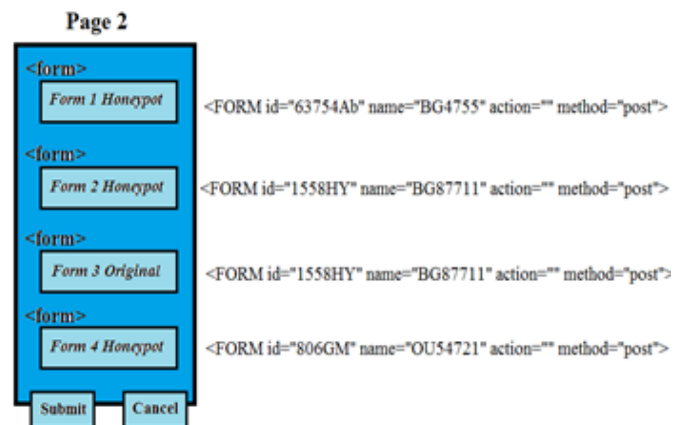 Page 2
<form>
Form 1 Honeypot
<FORM id="63754Ab" name="BG4755" action="" method="post">
<form>
Form 2 Honeypot
<FORM id="1558HY" name="BG87711" action="" method="post">
<form>
Form 3 Original
<FORM id="1558HY" name="BG87711" action="" method="post">
<form>
Form 4 Honeypot
<FORM id="806GM" name="OU54721" action="" method="post">
Submit Cancel